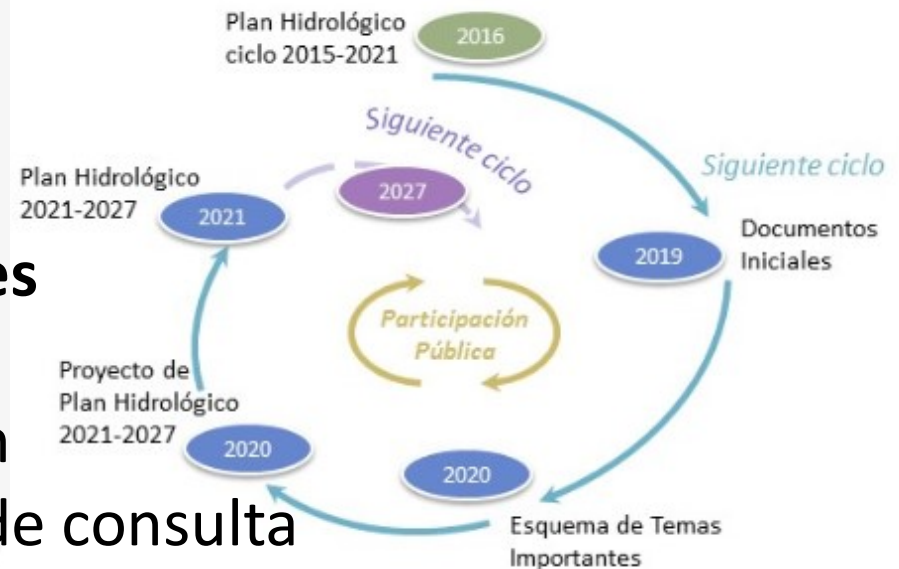 Plan Hidrológico
ciclo 2015-2021
2016
Siguiente ciclo
Siguiente ciclo
Plan Hidrológico
2021-2027
2021
2027
2019
Documentos
Iniciales
es
Participación
Pública
Proyecto de
Plan Hidrológico
2021-2027
2020
2020
de consulta
Esquema de Temas
Importantes